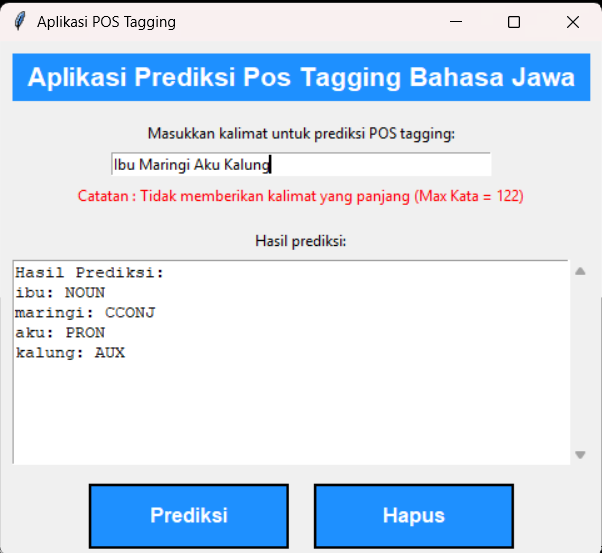 Aplikasi POS Tagging
Aplikasi Prediksi Pos Tagging Bahasa Jawa
Masukkan kalimat untuk prediksi POS tagging:
Ibu Maringi Aku Kalung
Catatan : Tidak memberikan kalimat yang panjang (Max Kata = 122)
Hasil prediksi:
Hasil Prediksi:
ibu: NOUN
maringi: CCONJ
aku: PRON
kalung: AUX
Prediksi
Hapus